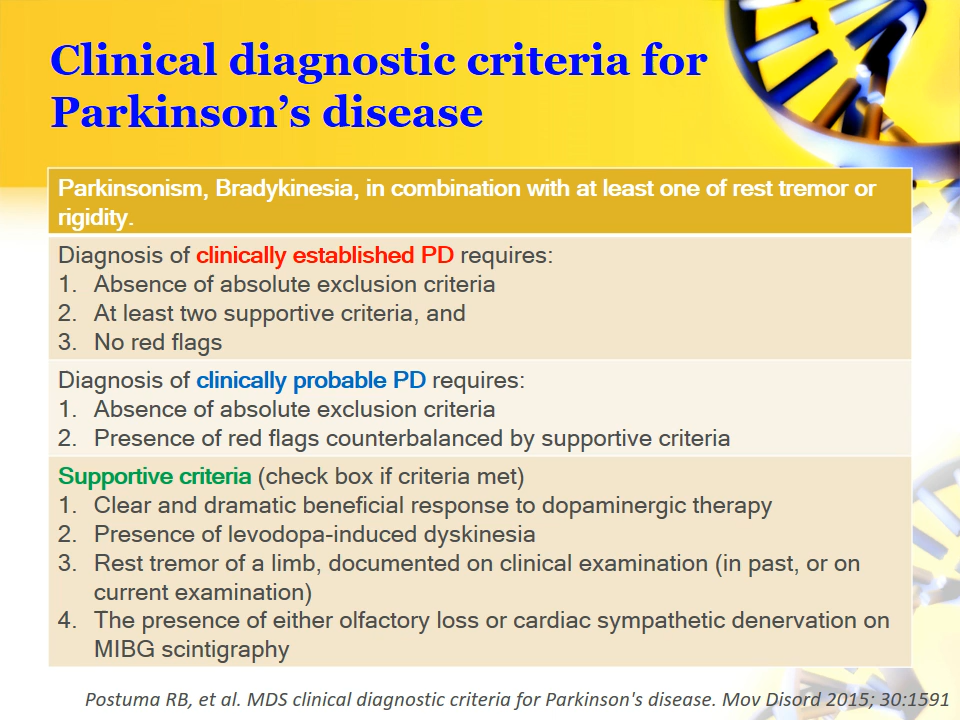 Clinical diagnostic criteria for
Parkinson’s disease
Parkinsonism, Bradykinesia, in combination with at least one of rest tremor or
rigidity.
Diagnosis of clinically established PD requires:
1. Absence of absolute exclusion criteria
2. At least two supportive criteria, and
3. No red flags
Diagnosis of clinically probable PD requires:
1. Absence of absolute exclusion criteria
2. Presence of red flags counterbalanced by supportive criteria
Supportive criteria (check box if criteria met)
1. Clear and dramatic beneficial response to dopaminergic therapy
2. Presence of levodopa-induced dyskinesia
3. Rest tremor of a limb, documented on clinical examination (in past, or on
current examination)
4. The presence of either olfactory loss or cardiac sympathetic denervation on
MIBG scintigraphy
Postuma RB, et al. MDS clinical diagnostic criteria for Parkinson's disease. Mov Disord 2015; 30:1591